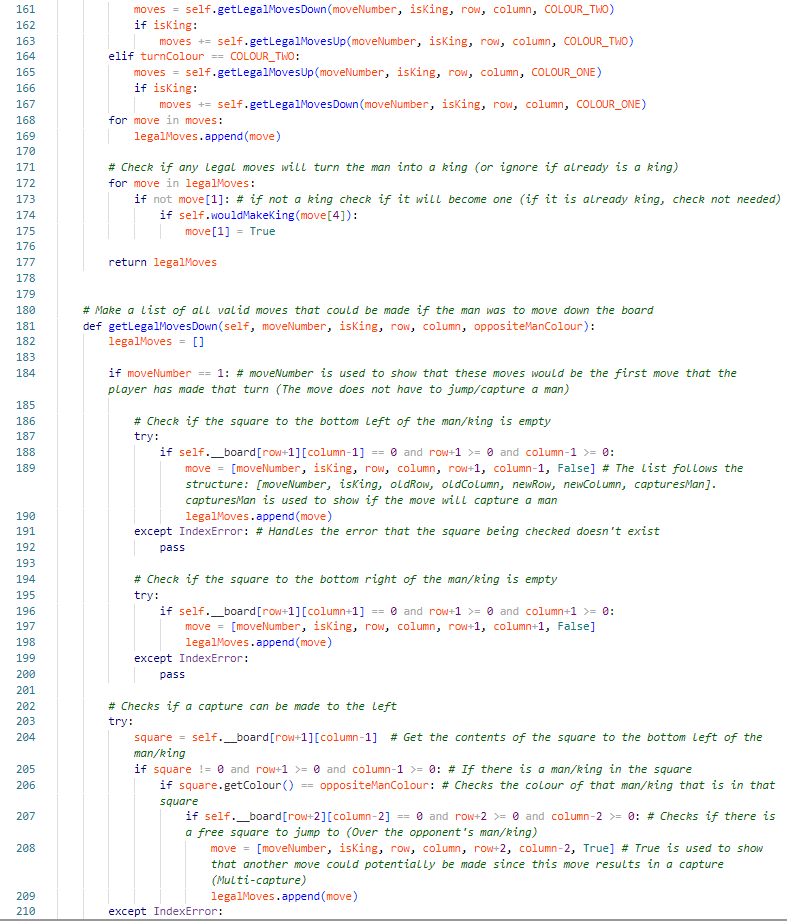 161 moves = self.getLegalMovesDown(moveNumber, isKing, row, column, COLOUR_TWO)
162 if isKing:
163 moves += self.getLegalMovesUp(moveNumber, isKing, row, column, COLOUR_TWO)
164 elif turnColour == COLOUR_TWO:
165 moves = self.getLegalMovesUp(moveNumber, isKing, row, column, COLOUR_ONE)
166 if isKing:
167 moves += self.getLegalMovesDown(moveNumber, isKing, row, column, COLOUR_ONE)
168 for move in moves:
169 legalMoves.append(move)
170
171 # Check if any legal moves will turn the man into a king (or ignore if already is a king)
172 for move in legalMoves:
173 if not move[1]: # if not a king check if it will become one (if it is already king, check not needed)
174 if self.wouldMakeKing(move[4]):
175 move[1] = True
176
177 return legalMoves
178
179
180 # Make a list of all valid moves that could be made if the man was to move down the board
181 def getLegalMovesDown(self, moveNumber, isKing, row, column, oppositeManColour):
182 legalMoves = []
183
184 if moveNumber == 1: # moveNumber is used to show that these moves would be the first move that the
player has made that turn (The move does not have to jump/capture a man)
185
186 # Check if the square to the bottom left of the man/king is empty
187 try:
188 if self.__board[row+1][column-1] == 0 and row+1 >= 0 and column-1 >= 0:
189 move = [moveNumber, isKing, row, column, row+1, column-1, False] # The list follows the
structure: [moveNumber, isKing, oldRow, oldColumn, newRow, newColumn, capturesMan].
capturesMan is used to show if the move will capture a man
190 legalMoves.append(move)
191 except IndexError: # Handles the error that the square being checked doesn't exist
192 pass
193
194 # Check if the square to the bottom right of the man/king is empty
195 try:
196 if self.__board[row+1][column+1] == 0 and row+1 >= 0 and column+1 >= 0:
197 move = [moveNumber, isKing, row, column, row+1, column+1, False]
198 legalMoves.append(move)
199 except IndexError:
200 pass
201
202 # Checks if a capture can be made to the left
203 try:
204 square = self.__board[row+1][column-1] # Get the contents of the square to the bottom left of the
man/king
205 if square != 0 and row+1 >= 0 and column-1 >= 0: # If there is a man/king in the square
206 if square.getColour() == oppositeManColour: # Checks the colour of that man/king that is in that
square
207 if self.__board[row+2][column-2] == 0 and row+2 >= 0 and column-2 >= 0: # Checks if there is
a free square to jump to (Over the opponent's man/king)
208 move = [moveNumber, isKing, row, column, row+2, column-2, True] # True is used to show
that another move could potentially be made since this move results in a capture
(Multi-capture)
209 legalMoves.append(move)
210 except IndexError: